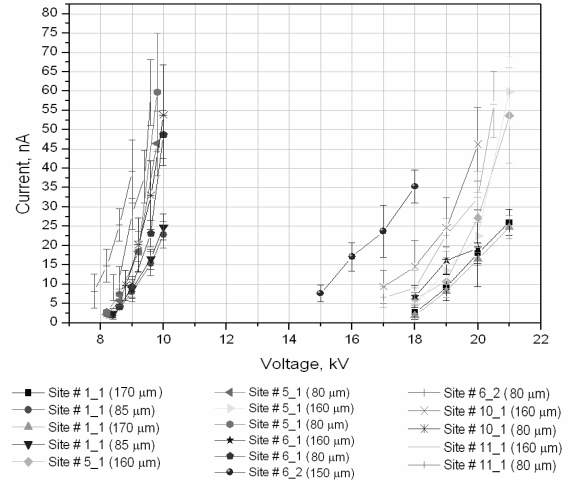 80
75
70
65
60
55
50
45
40
35
30
25
20
15
10
5
0
Current, nA
8 10 12 14 16 18 20 22
Voltage, kV
Site # 1_1 (170 μm)
Site # 1_1 (85 μm)
Site # 1_1 (170 μm)
Site # 1_1 (85 μm)
Site # 5_1 (160 μm)
Site # 5_1 (80 μm)
Site # 5_1 (160 μm)
Site # 5_1 (80 μm)
Site # 6_1 (160 μm)
Site # 6_1 (80 μm)
Site # 6_2 (150 μm)
Site # 6_2 (80 μm)
Site # 10_1 (160 μm)
Site # 10_1 (80 μm)
Site # 11_1 (160 μm)
Site # 11_1 (80 μm)